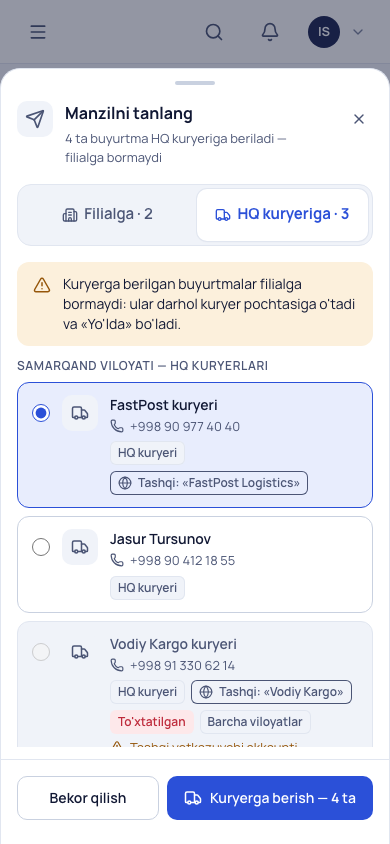 IS
Manzilni tanlang
4 ta buyurtma HQ kuryeriga beriladi —
filialga bormaydi
Filialga · 2
HQ kuryeriga · 3
Kuryerga berilgan buyurtmalar filialga
bormaydi: ular darhol kuryer pochtasiga o'tadi
va «Yo'lda» bo'ladi.
SAMARQAND VILOYATI — HQ KURYERLARI
FastPost kuryeri
+998 90 977 40 40
HQ kuryeri
Tashqi: «FastPost Logistics»
Jasur Tursunov
+998 90 412 18 55
HQ kuryeri
Vodiy Kargo kuryeri
+998 91 330 62 14
HQ kuryeri
Tashqi: «Vodiy Kargo»
To'xtatilgan
Barcha viloyatlar
Tashqi yetkazuvchi akkaunti
Bekor qilish
Kuryerga berish — 4 ta